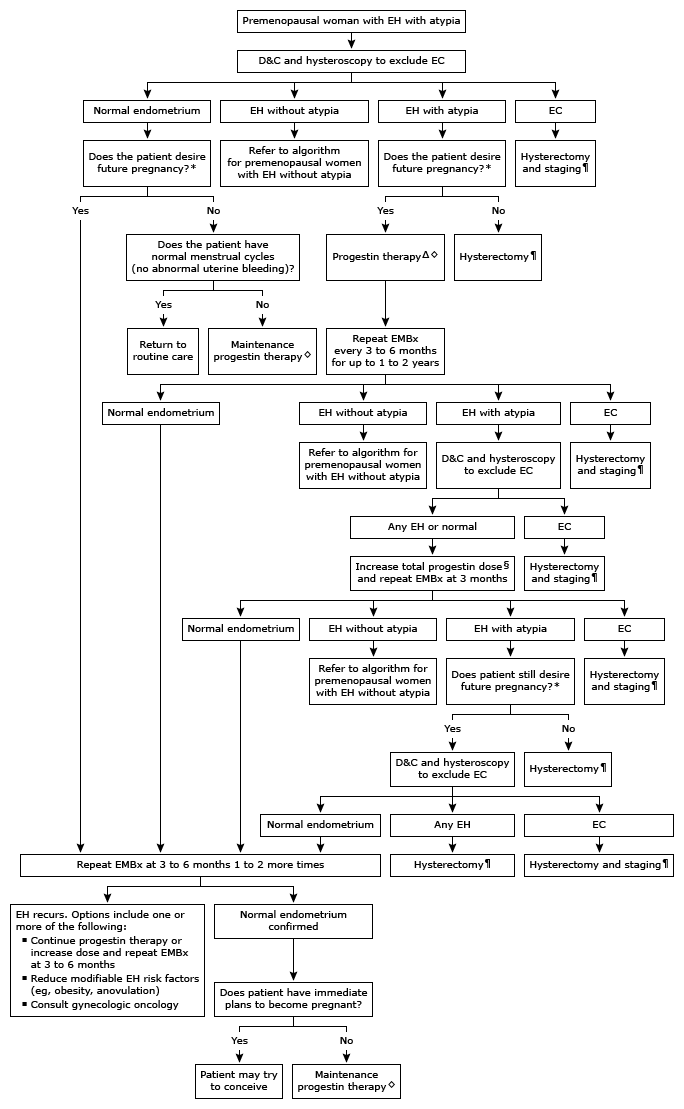 Premenopausal woman with EH with atypia
D&C and hysteroscopy to exclude EC
Normal endometrium
EH without atypia
EH with atypia
EC
Does the patient desire
future pregnancy?*
Refer to algorithm
for premenopausal women
with EH without atypia
Does the patient desire
future pregnancy?*
Hysterectomy
and staging¶
Yes
No
Yes
No
Does the patient have
normal menstrual cycles
(no abnormal uterine bleeding)?
Progestin therapyΔ◇
Hysterectomy¶
Yes
No
Return to
routine care
Maintenance
progestin therapy◇
Repeat EMBx
every 3 to 6 months
for up to 1 to 2 years
Normal endometrium
EH without atypia
EH with atypia
EC
Refer to algorithm for
premenopausal women
with EH without atypia
D&C and hysteroscopy
to exclude EC
Hysterectomy
and staging¶
Any EH or normal
EC
Increase total progestin dose§
and repeat EMBx at 3 months
Hysterectomy
and staging¶
Normal endometrium
EH without atypia
EH with atypia
EC
Refer to algorithm for
premenopausal women
with EH without atypia
Does patient still desire
future pregnancy?*
Hysterectomy
and staging¶
Yes
No
D&C and hysteroscopy
to exclude EC
Hysterectomy¶
Normal endometrium
Any EH
EC
Repeat EMBx at 3 to 6 months 1 to 2 more times
Hysterectomy¶
Hysterectomy and staging¶
EH recurs. Options include one or
more of the following:
▪ Continue progestin therapy or
increase dose and repeat EMBx
at 3 to 6 months
▪ Reduce modifiable EH risk factors
(eg, obesity, anovulation)
▪ Consult gynecologic oncology
Normal endometrium
confirmed
Does patient have immediate
plans to become pregnant?
Yes
No
Patient may try
to conceive
Maintenance
progestin therapy◇